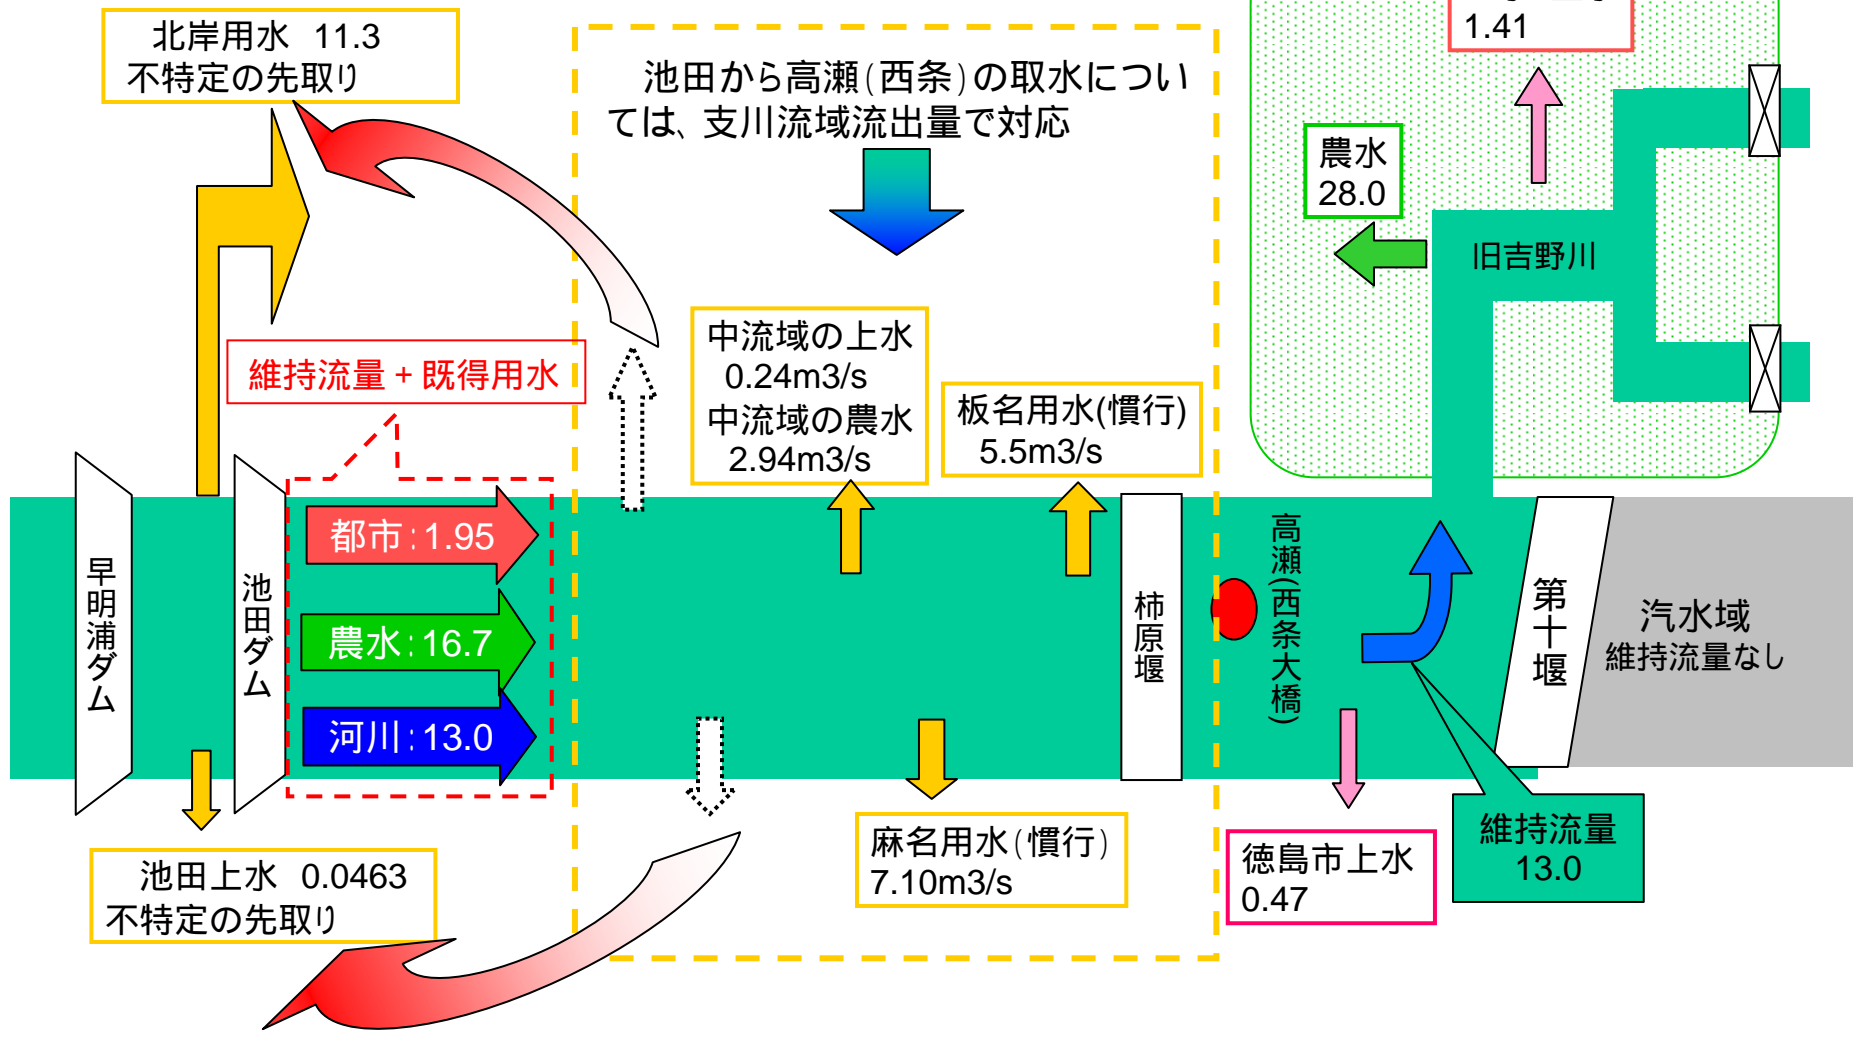 北岸用水 11.3
不特定の先取り
池田から高瀬(西条)の取水につい
ては、支川流域流出量で対応
1.41
農水
28.0
旧吉野川
維持流量+既得用水
中流域の上水
0.24m3/s
中流域の農水
2.94m3/s
板名用水(慣行)
5.5m3/s
早明浦ダム
池田ダム
都市:1.95
農水:16.7
河川:13.0
柿原堰
高瀬(西条大橋)
第十堰
汽水域
維持流量なし
池田上水 0.0463
不特定の先取り
麻名用水(慣行)
7.10m3/s
徳島市上水
0.47
維持流量
13.0